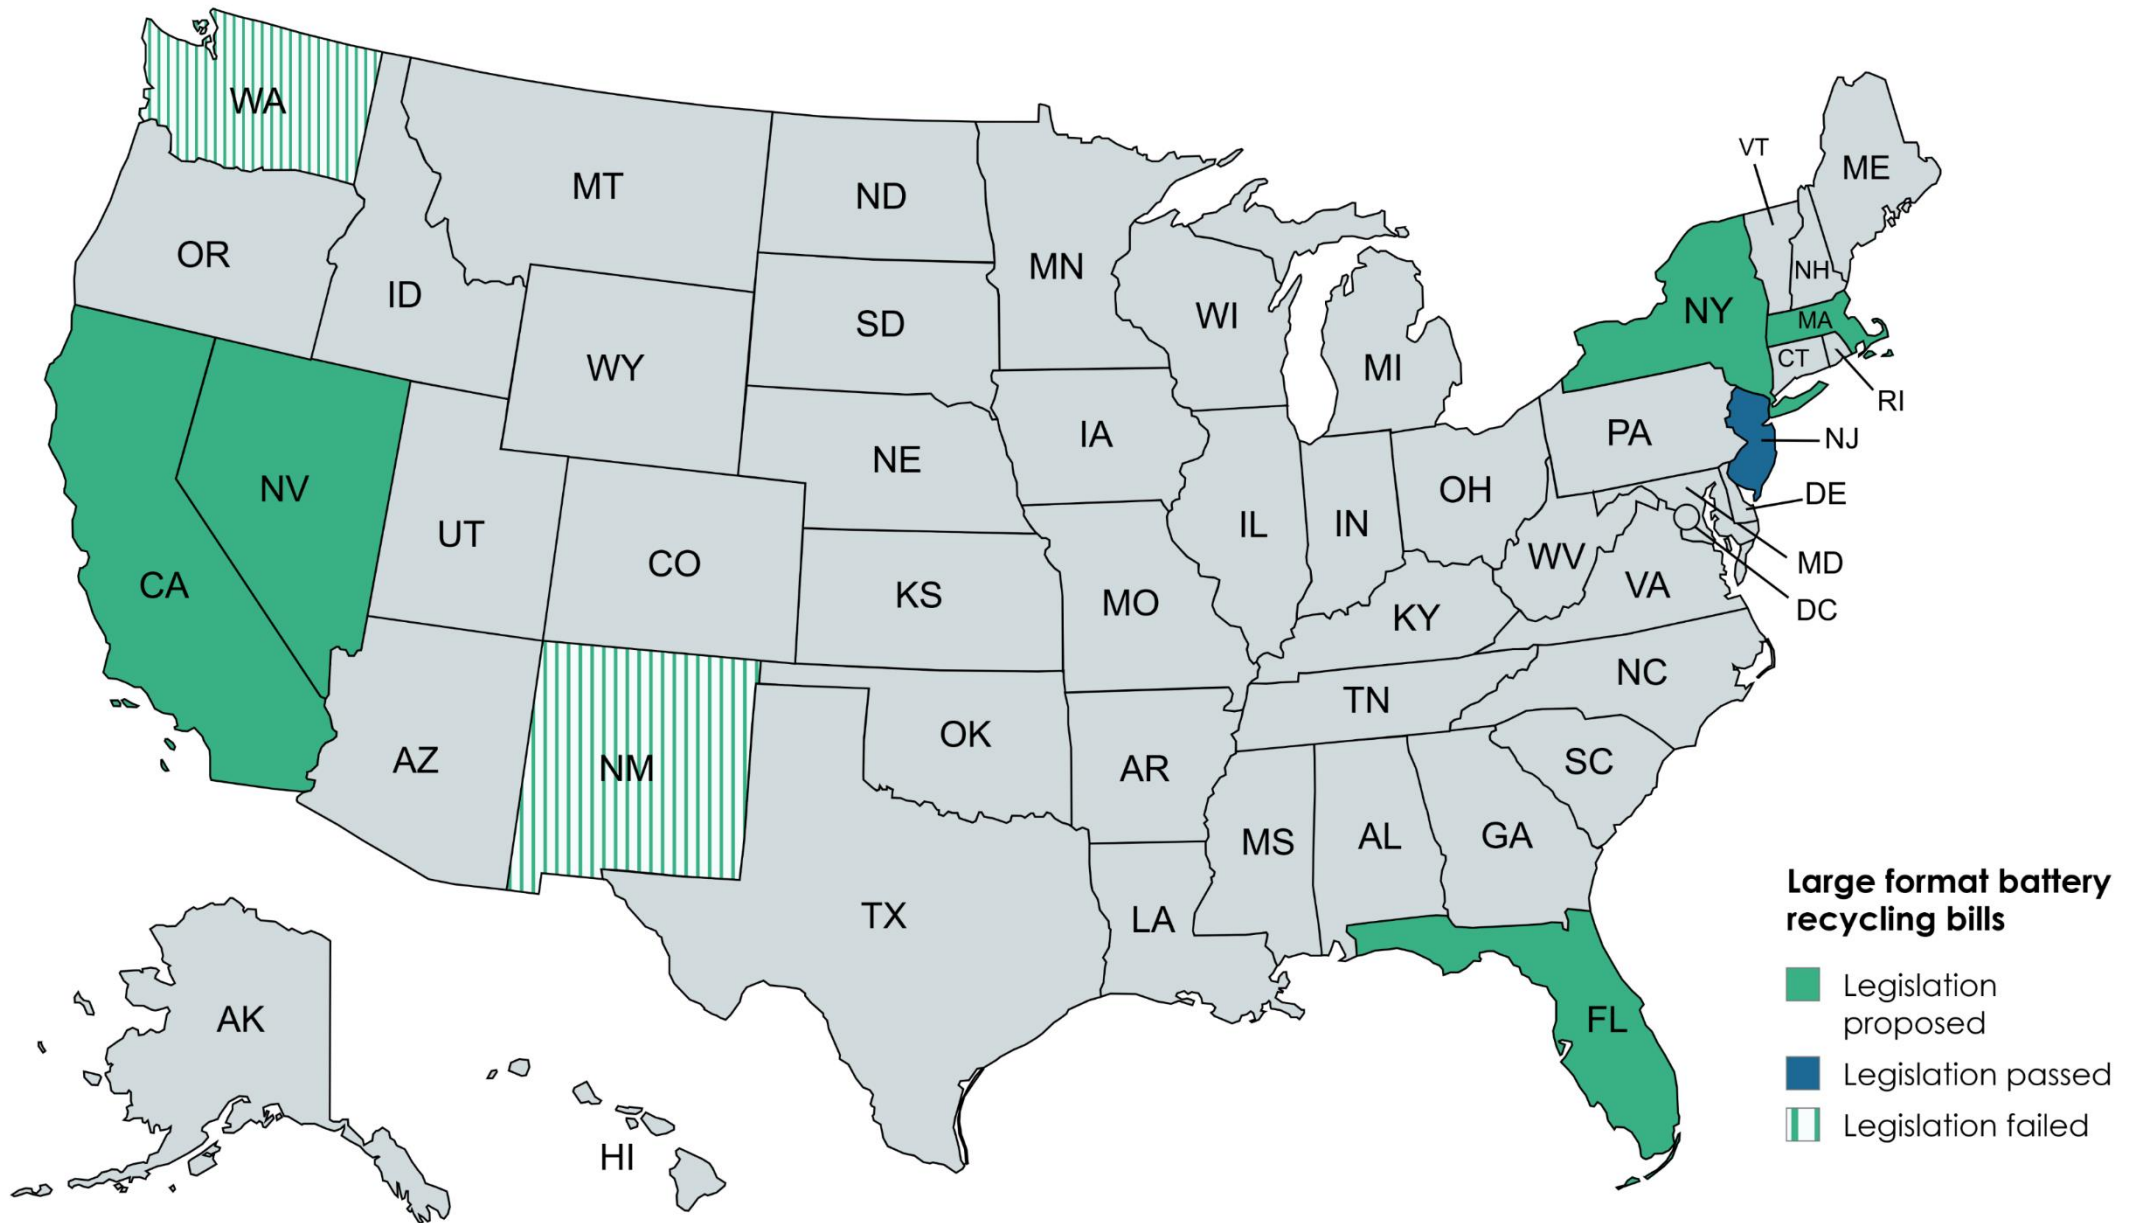 WA
MT
ND
MN
VT
ME
OR
ID
WY
SD
WI
MI
NY
NH
MA
CT
RI
NV
CA
UT
CO
NE
KS
IA
MO
IL
IN
OH
PA
NJ
DE
MD
DC
WV
VA
KY
NC
TN
SC
AZ
NM
OK
AR
MS
AL
GA
TX
LA
FL
AK
HI
Large format battery
recycling bills
Legislation
proposed
Legislation passed
Legislation failed